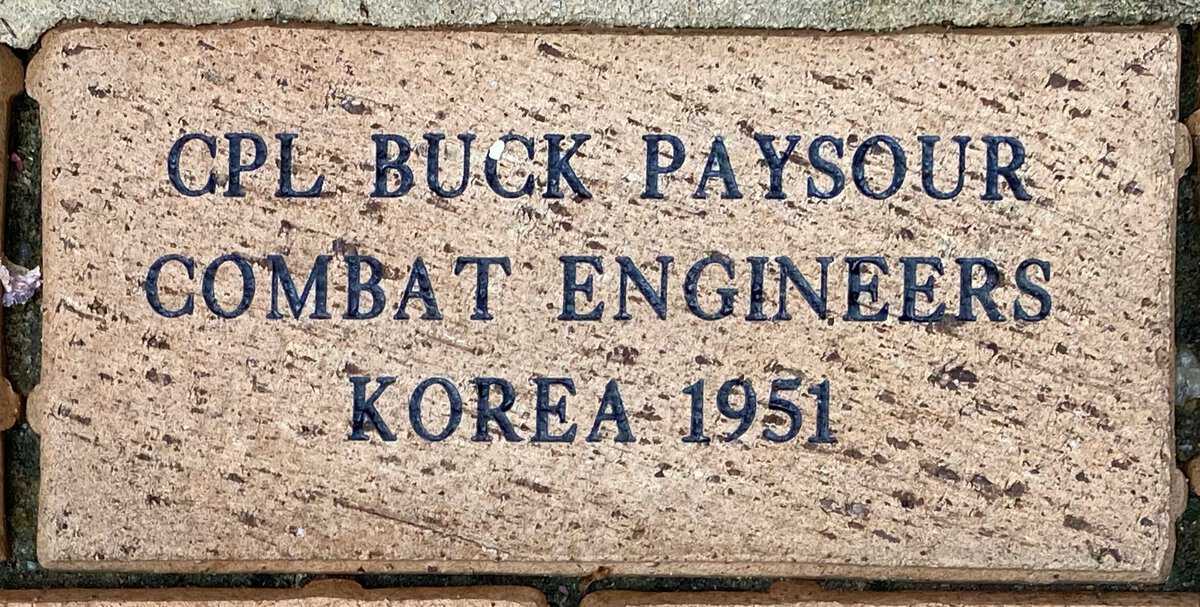 CPL BUCK PAYSOUR
COMBAT ENGINEERS
KOREA 1951